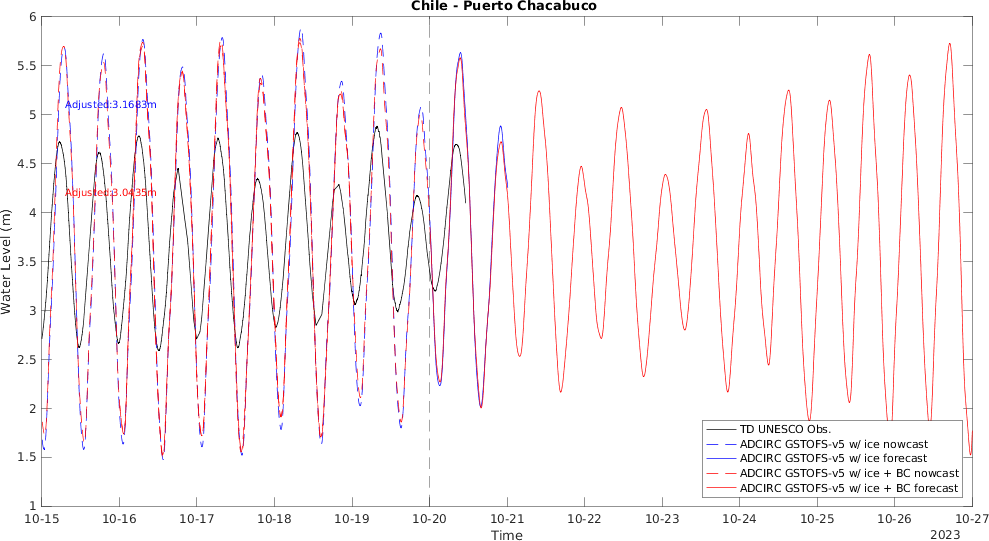 Chile - Puerto Chacabuco
6
5.5
5
4.5
4
3.5
3
2.5
2
1.5
1
Water Level (m)
Adjusted:3.1683m
Adjusted:3.0435m
TD UNESCO Obs.
ADCIRC GSTOFS-v5 w/ ice nowcast
ADCIRC GSTOFS-v5 w/ ice forecast
ADCIRC GSTOFS-v5 w/ ice + BC nowcast
ADCIRC GSTOFS-v5 w/ ice + BC forecast
10-15 10-16 10-17 10-18 10-19 10-20 10-21 10-22 10-23 10-24 10-25 10-26 10-27
Time
2023